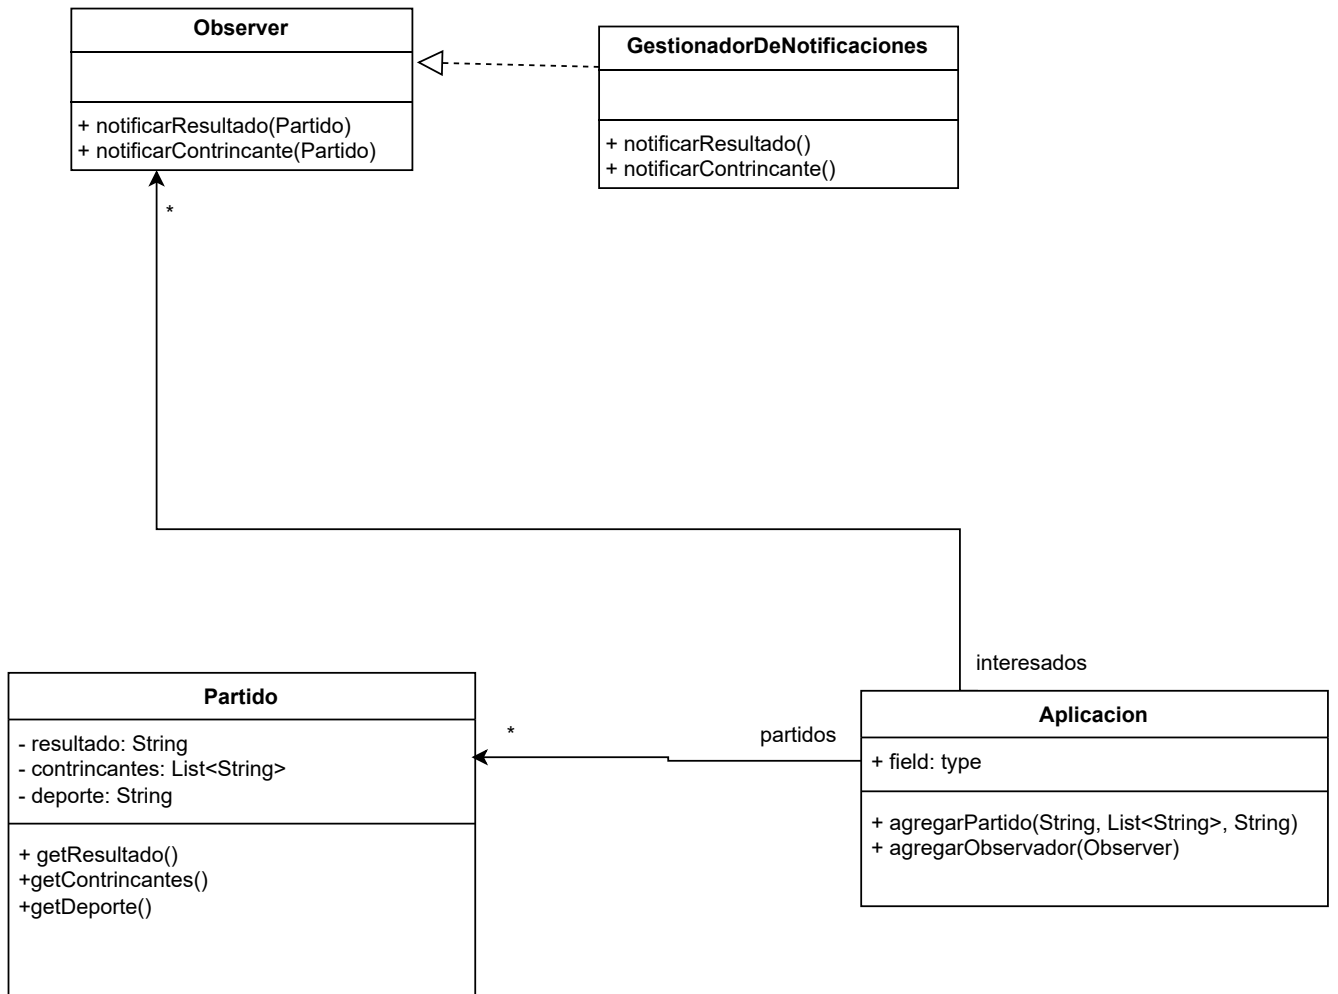 Observer
+ notificarResultado(Partido)
+ notificarContrincante(Partido)
GestionadorDeNotificaciones
+ notificarResultado()
+ notificarContrincante()
*
interesados
Partido
- resultado: String
- contrincantes: List<String>
- deporte: String
+ getResultado()
+getContrincantes()
+getDeporte()
*
partidos
Aplicacion
+ field: type
+ agregarPartido(String, List<String>, String)
+ agregarObservador(Observer)